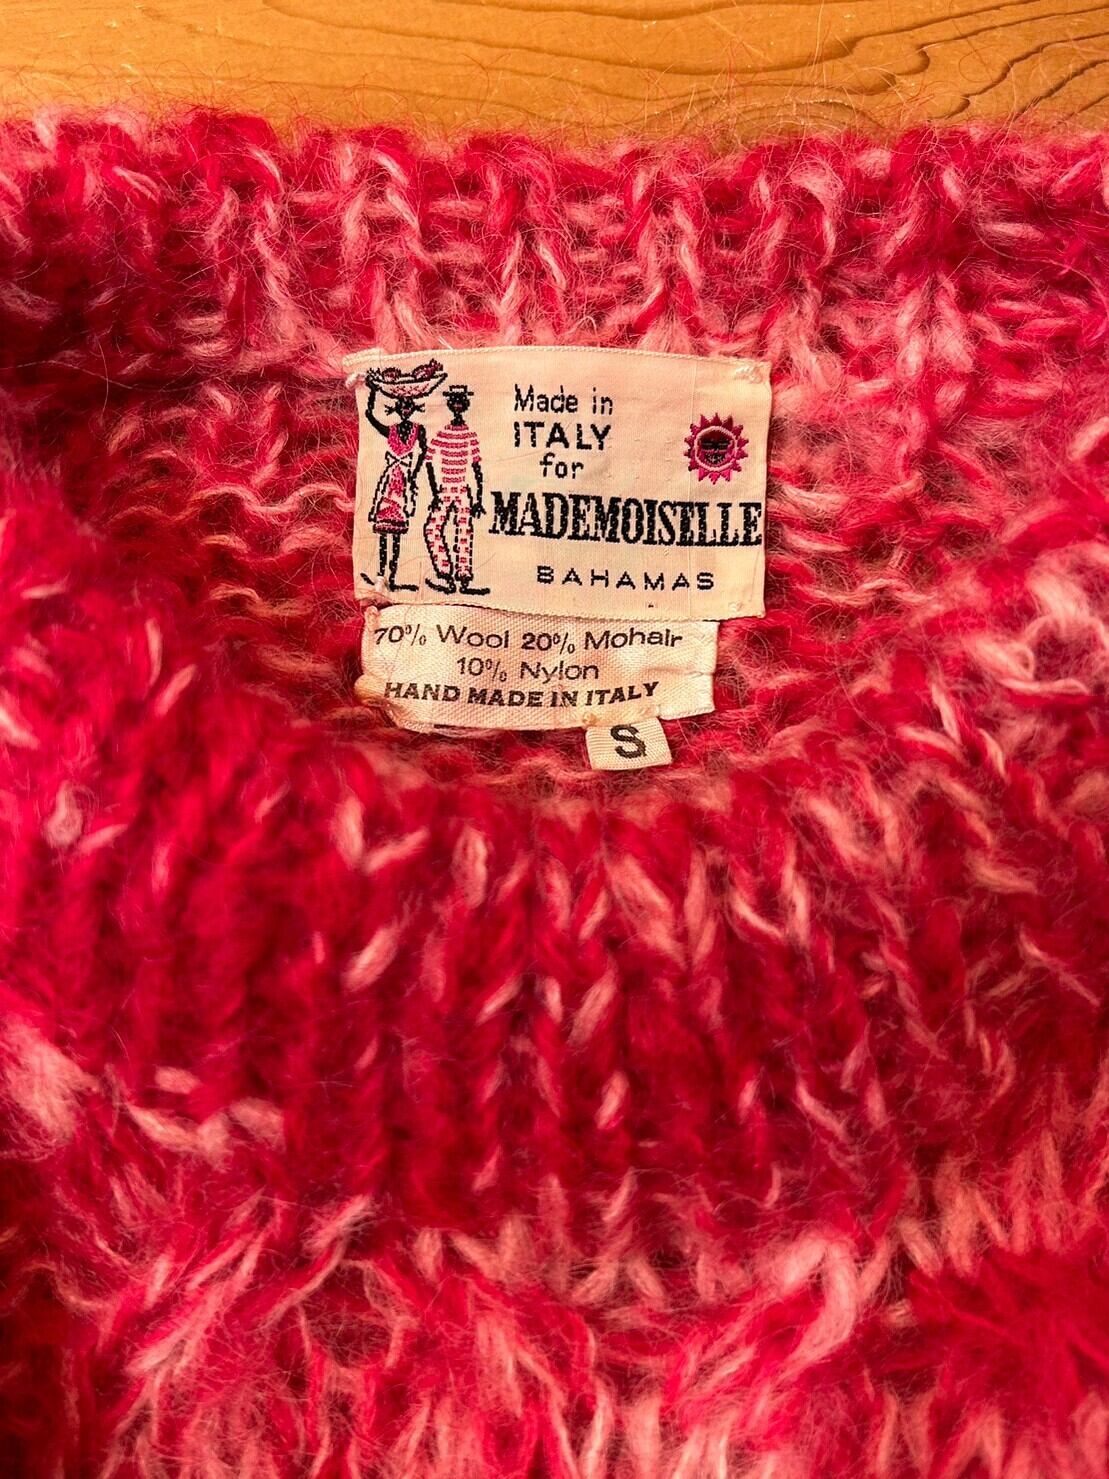 Made in
ITALY
for
MADEMOISELLE
BAHAMAS
70% Wool 20% Mohair
10% Nylon
HAND MADE IN ITALY
S